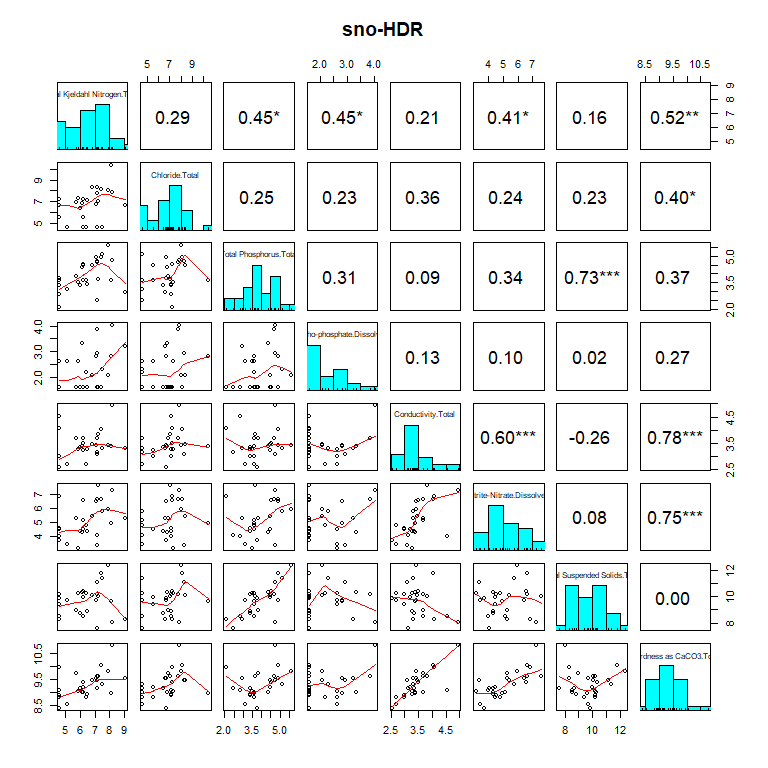 sno-HDR
5 7 9
2.0 3.0 4.0
4 5 6 7
8.5 9.5 10.5
al Kjeldahl Nitrogen.T
0.29
0.45*
0.45*
0.21
0.41*
0.16
0.52**
5 6 7 8 9
5 7 9
Chloride.Total
0.25
0.23
0.36
0.24
0.23
0.40*
Total Phosphorus.Tota
0.31
0.09
0.34
0.73***
0.37
2.0 3.5 5.0
2.0 3.0 4.0
ho-phosphate.Dissolv
0.13
0.10
0.02
0.27
Conductivity.Total
0.60***
-0.26
0.78***
2.5 3.5 4.5
4 5 6 7
trite-Nitrate.Dissolve
0.08
0.75***
al Suspended Solids.T
0.00
8 10 12
8.5 9.5 10.5
rdness as CaCO3.To
5 6 7 8 9
2.0 3.5 5.0
2.5 3.5 4.5
8 10 12